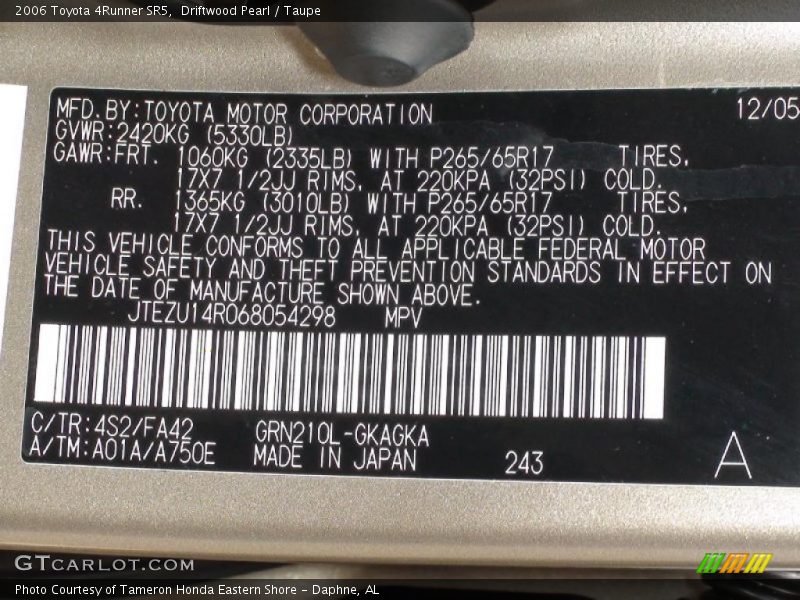 2006 Toyota 4Runner SR5,  Driftwood Pearl / Taupe
MFD.BY:TOYOTA MOTOR CORPORATION 12/05
GVWR:2420KG (5330LB)
GAWR:FRT. 1060KG (2335LB) WITH P265/65R17 TIRES,
17X7 1/2JJ RIMS, AT 220KPA (32PSI) COLD.
RR. 1365KG (3010LB) WITH P265/65R17 TIRES,
17X7 1/2JJ RIMS, AT 220KPA (32PSI) COLD.
THIS VEHICLE CONFORMS TO ALL APPLICABLE FEDERAL MOTOR
VEHICLE SAFETY AND THEFT PREVENTION STANDARDS IN EFFECT ON
THE DATE OF MANUFACTURE SHOWN ABOVE.
JTEZU14R068054298 MPV
C/TR:4S2/FA42 GRN210L-GKAGKA
A/TM:A01A/A750E MADE IN JAPAN 243 A
GTCARLOT.COM
Photo Courtesy of Tameron Honda Eastern Shore - Daphne, AL